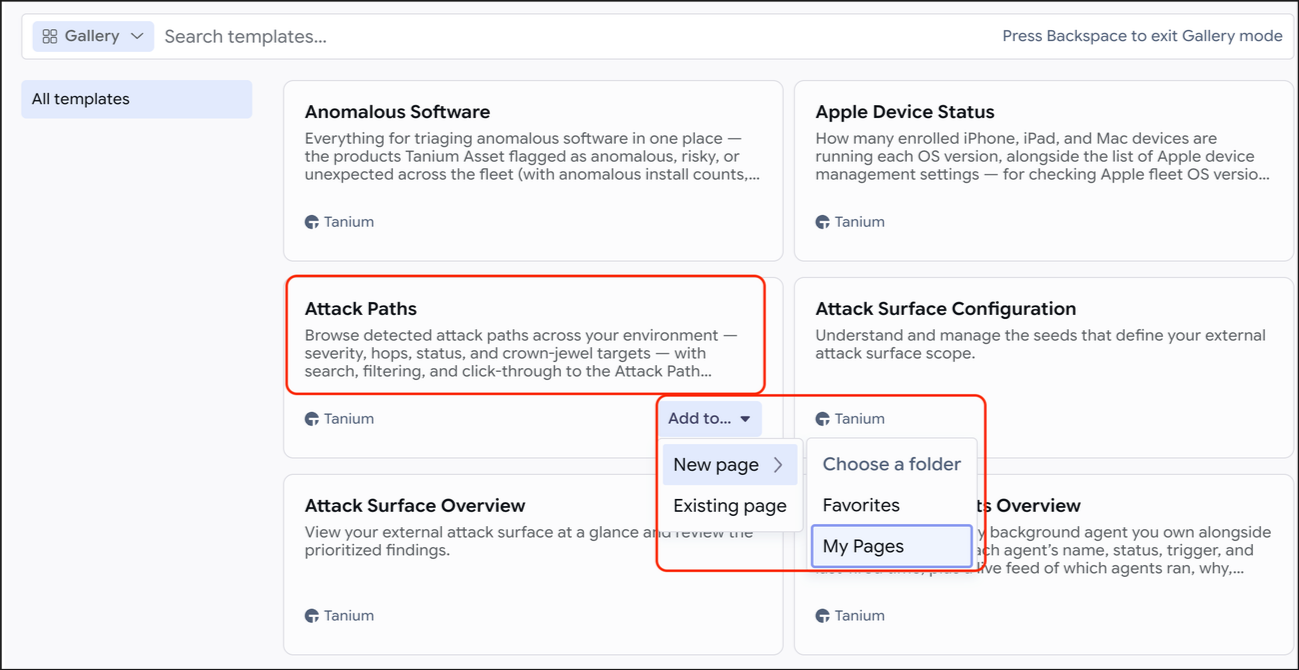 Gallery
Search templates...
Press Backspace to exit Gallery mode
All templates
Anomalous Software
Everything for triaging anomalous software in one place —
the products Tanium Asset flagged as anomalous, risky, or
unexpected across the fleet (with anomalous install counts,...
Tanium
Apple Device Status
How many enrolled iPhone, iPad, and Mac devices are
running each OS version, alongside the list of Apple device
management settings — for checking Apple fleet OS versio...
Tanium
Attack Paths
Browse detected attack paths across your environment —
severity, hops, status, and crown-jewel targets — with
search, filtering, and click-through to the Attack Path...
Tanium
Add to...
New page
Existing page
Choose a folder
Favorites
My Pages
Attack Surface Configuration
Understand and manage the seeds that define your external
attack surface scope.
Tanium
Attack Surface Overview
View your external attack surface at a glance and review the
prioritized findings.
Tanium
ts Overview
y background agent you own alongside
ach agent's name, status, trigger, and
live feed of which agents ran, why,...
Tanium